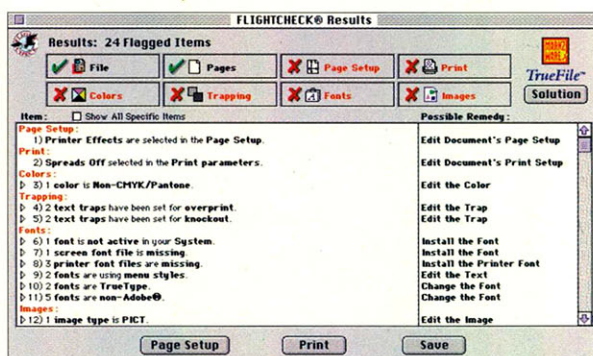 FLIGHTCHECK® Results
Results: 24 Flagged Items
File
Pages
Page Setup
Print
Colors
Trapping
Fonts
Images
MARKZ WARE
TrueFile™
Solution
Item: Show All Specific Items Possible Remedy:
Page Setup:
1) Printer Effects are selected in the Page Setup. Edit Document's Page Setup
Print:
2) Spreads Off selected in the Print parameters. Edit Document's Print Setup
Colors:
3) 1 color is Non-CMYK/Pantone. Edit the Color
Trapping:
4) 2 text traps have been set for overprint. Edit the Trap
5) 2 text traps have been set for knockout. Edit the Trap
Fonts:
6) 1 font is not active in your System. Install the Font
7) 1 screen font file is missing. Install the Font
8) 3 printer font files are missing. Install the Printer Font
9) 2 fonts are using menu styles. Edit the Text
10) 2 fonts are TrueType. Change the Font
11) 5 fonts are non-Adobe®. Change the Font
Images:
12) 1 image type is PICT. Edit the Image
Page Setup
Print
Save